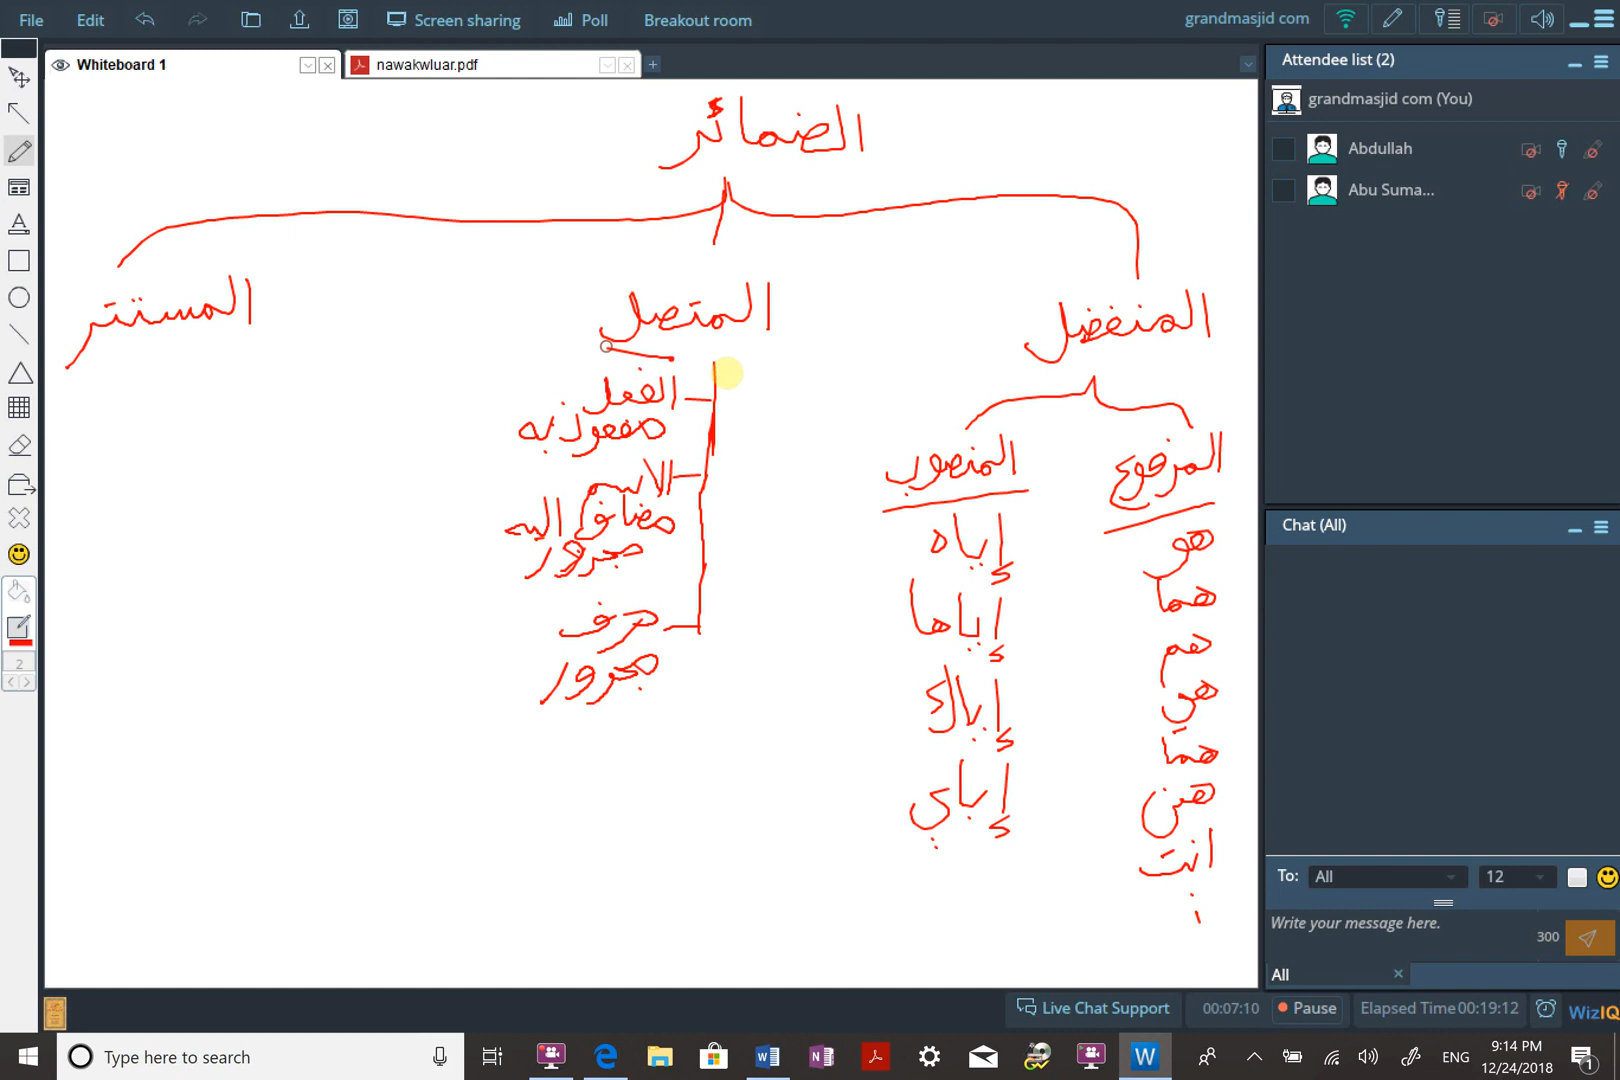 File Edit Screen sharing Poll Breakout room grandmasjid com
Whiteboard 1 nawakwluar.pdf
Attendee list (2)
grandmasjid com (You)
Abdullah
Abu Suma...
الضمائر
المنفصل
المتصل
المستتر
المرفوع
هو
هما
هم
هي
هما
هن
انت
المنصوب
إياه
إياها
إياك
إياي
الفعل
مفعول به
الاسم
مضاف إليه
مجرور
حرف
مجرور
2
Chat (All)
To: All 12
Write your message here.
300
All
Live Chat Support 00:07:10 Pause Elapsed Time 00:19:12 WizIQ
Type here to search
ENG 9:14 PM
12/24/2018
1